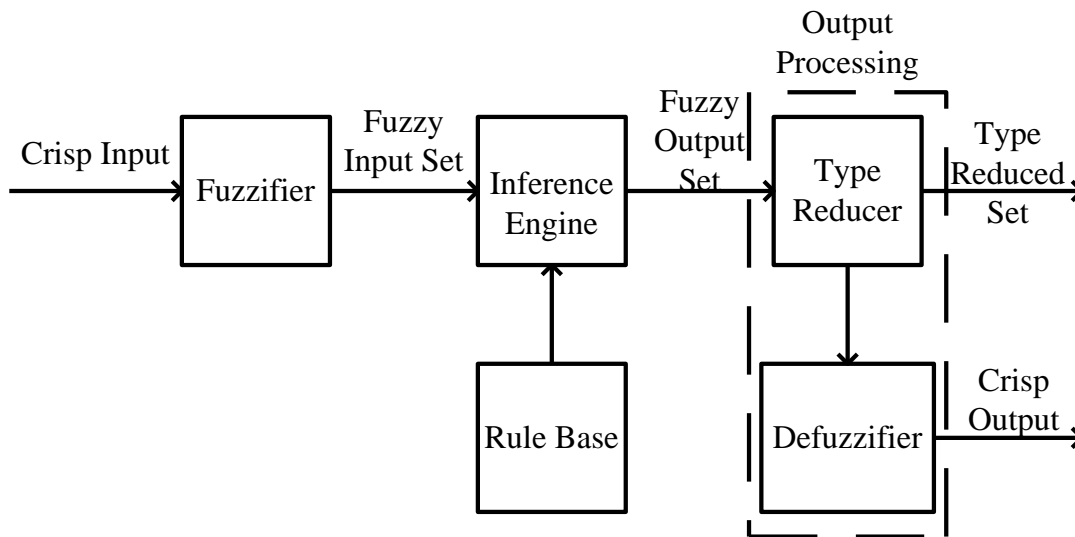 Output
Processing
Crisp Input
Fuzzifier
Fuzzy
Input Set
Inference
Engine
Fuzzy
Output
Set
Type
Reducer
Type
Reduced
Set
Rule Base
Defuzzifier
Crisp
Output